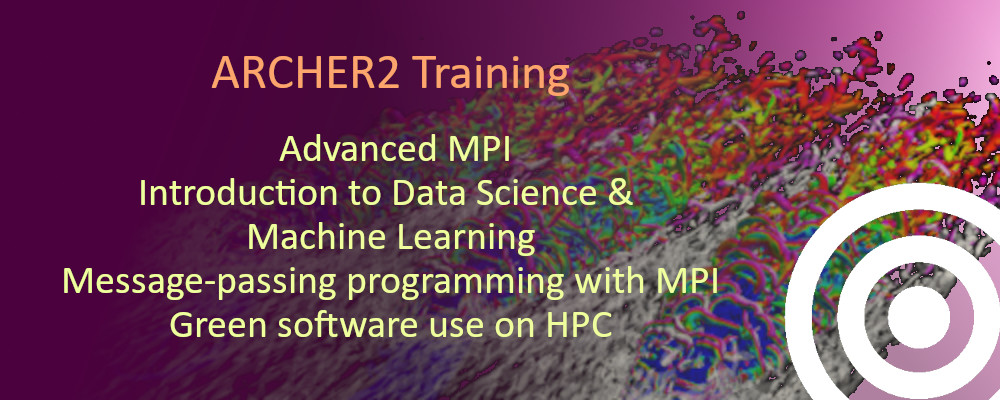 ARCHER2 Training
Advanced MPI
Introduction to Data Science &
Machine Learning
Message-passing programming with MPI
Green software use on HPC